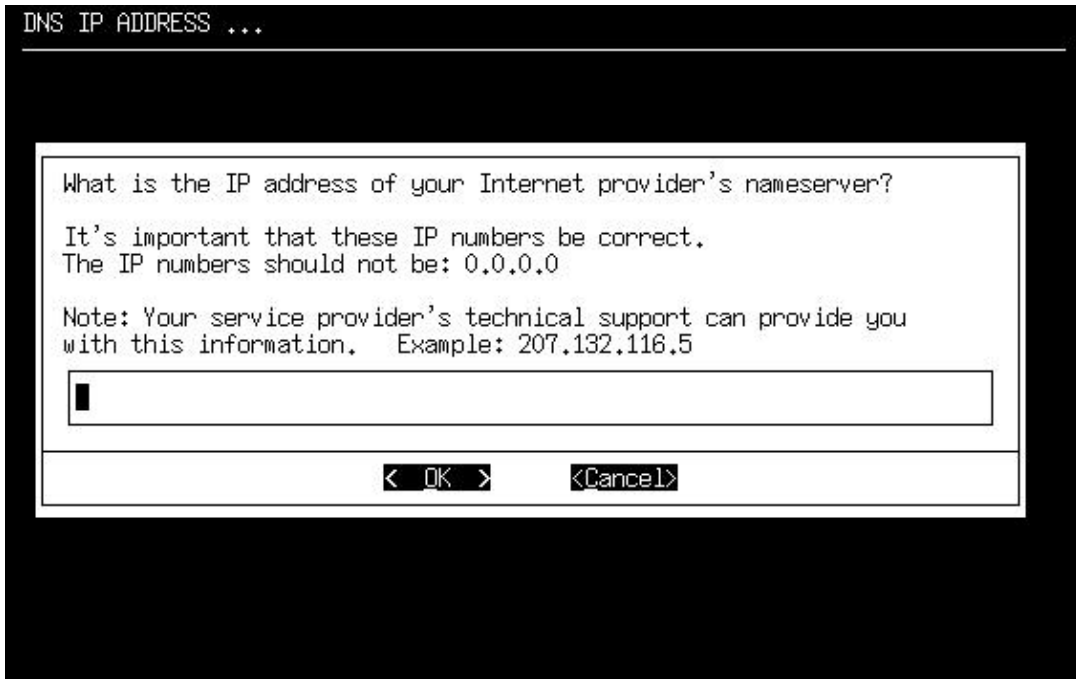 DNS IP ADDRESS ...
What is the IP address of your Internet provider's nameserver?
It's important that these IP numbers be correct.
The IP numbers should not be: 0.0.0.0
Note: Your service provider's technical support can provide you
with this information.  Example: 207.132.116.5
<  OK  > <Cancel>